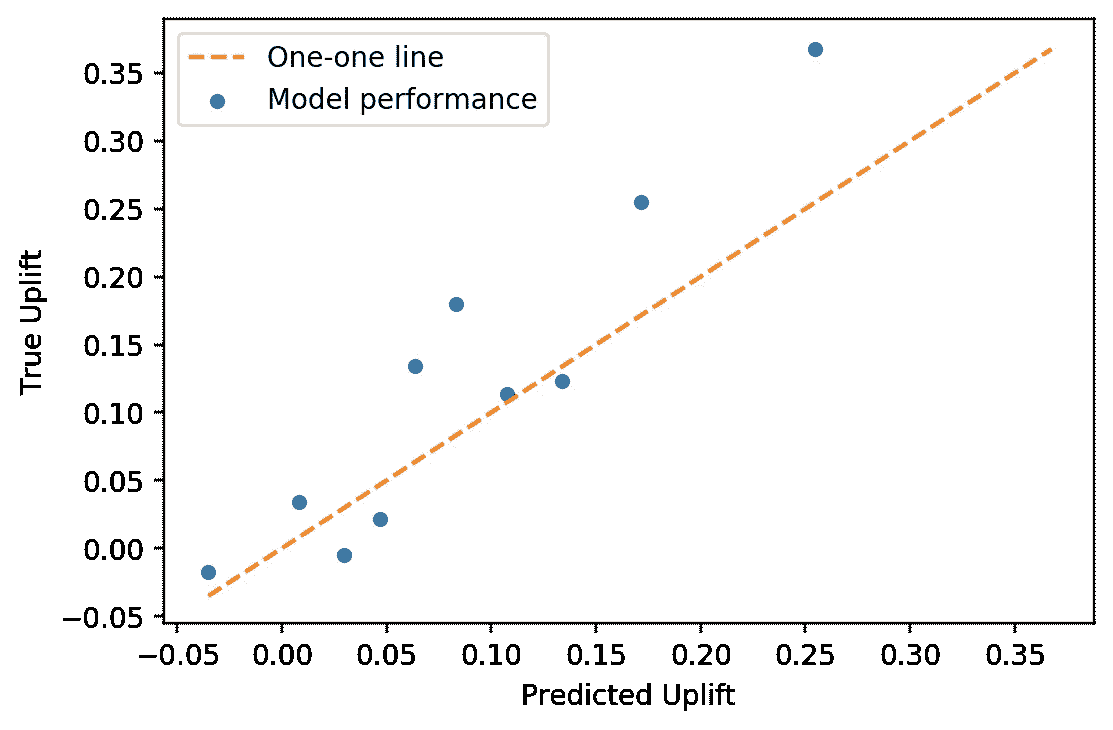 One-one line
Model performance
True Uplift
0.35
0.30
0.25
0.20
0.15
0.10
0.05
0.00
−0.05
−0.05 0.00 0.05 0.10 0.15 0.20 0.25 0.30 0.35
Predicted Uplift